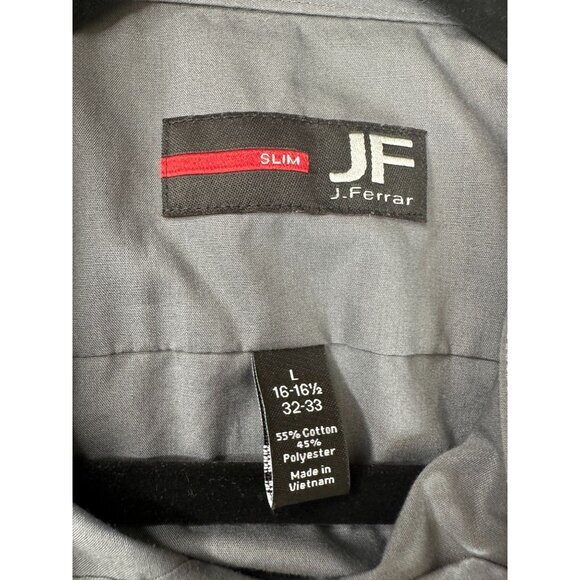 SLIM
JF
J.Ferrar
L
16-16½
32-33
55% Cotton
45%
Polyester
Made in
Vietnam